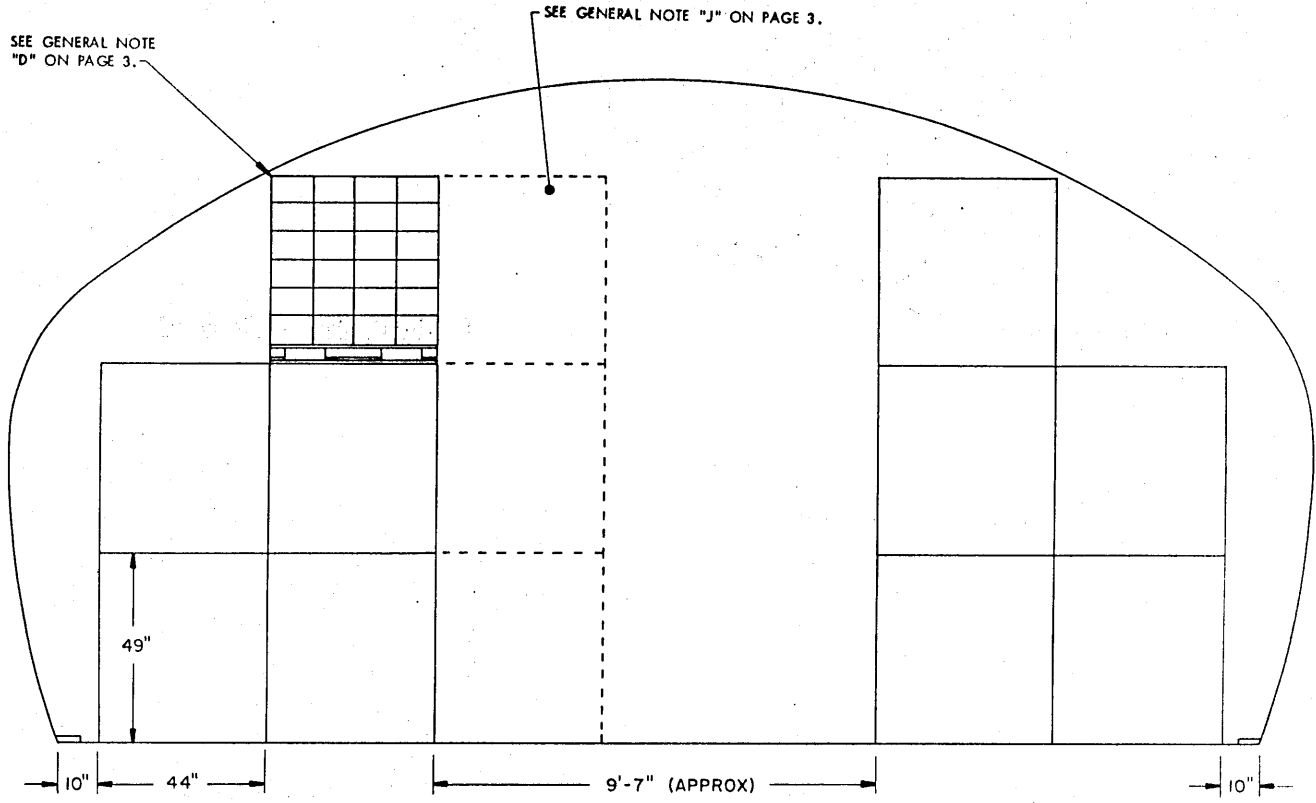 SEE GENERAL NOTE "J" ON PAGE 3.
SEE GENERAL NOTE
"D" ON PAGE 3.
49"
10"
44"
9'-7" (APPROX)
10"